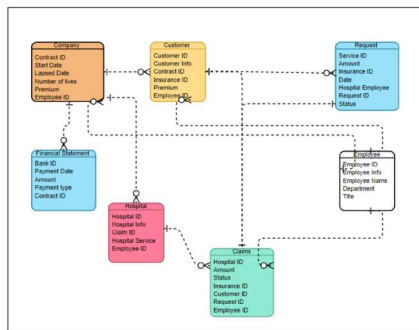 Company
Contract ID
Start Date
Lapsed Date
Number of lives
Premium
Employee ID
Customer
Customer ID
Customer Info
Contract ID
Insurance ID
Premium
Employee ID
Request
Service ID
Amount
Insurance ID
Date
Hospital Employee
Request ID
Status
Financial Statement
Bank ID
Payment Date
Amount
Payment type
Contract ID
Employee
Employee ID
Employee Info
Employee Name
Department
Title
Hospital
Hospital ID
Hospital Info
Claim ID
Hospital Service
Employee ID
Claims
Hospital ID
Amount
Status
Insurance ID
Customer ID
Request ID
Employee ID